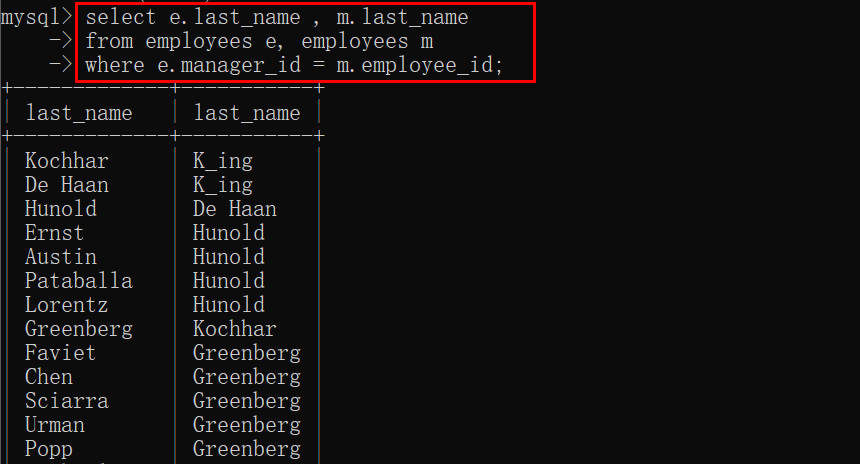 mysql> select e.last_name , m.last_name
-> from employees e, employees m
-> where e.manager_id = m.employee_id;
+-------------+------------+
| last_name   | last_name |
+-------------+------------+
| Kochhar     | K_ing      |
| De Haan     | K_ing      |
| Hunold      | De Haan    |
| Ernst       | Hunold     |
| Austin      | Hunold     |
| Pataballa   | Hunold     |
| Lorentz     | Hunold     |
| Greenberg   | Kochhar    |
| Faviet      | Greenberg  |
| Chen        | Greenberg  |
| Sciarra     | Greenberg  |
| Urman       | Greenberg  |
| Popp        | Greenberg  |